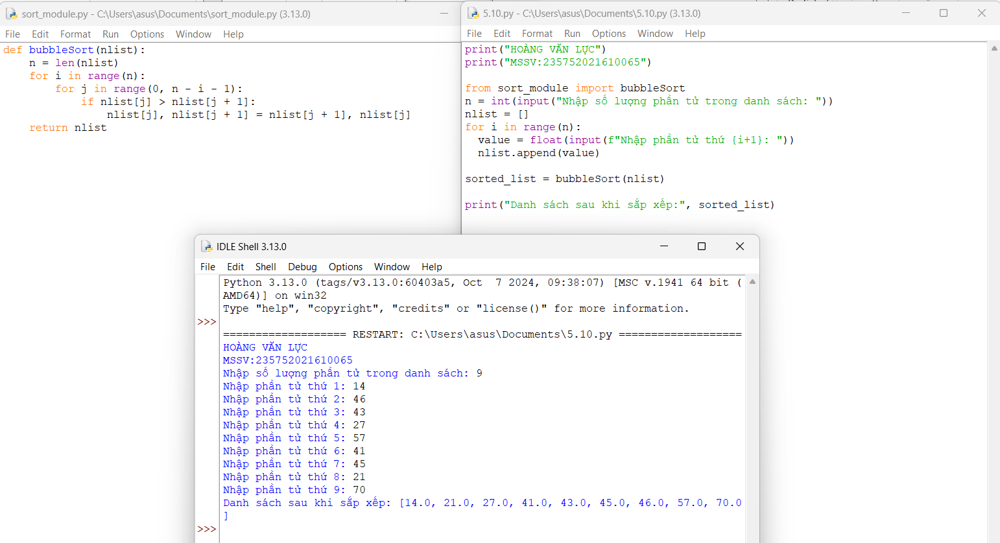 sort_module.py - C:\Users\asus\Documents\sort_module.py (3.13.0)
File Edit Format Run Options Window Help
def bubbleSort(nlist):
    n = len(nlist)
    for i in range(n):
        for j in range(0, n - i - 1):
            if nlist[j] > nlist[j + 1]:
                nlist[j], nlist[j + 1] = nlist[j + 1], nlist[j]
    return nlist
5.10.py - C:\Users\asus\Documents\5.10.py (3.13.0)
File Edit Format Run Options Window Help
print("HOÀNG VĂN LỰC")
print("MSSV:235752021610065")
from sort_module import bubbleSort
n = int(input("Nhập số lượng phần tử trong danh sách: "))
nlist = []
for i in range(n):
  value = float(input(f"Nhập phần tử thứ {i+1}: "))
  nlist.append(value)
sorted_list = bubbleSort(nlist)
print("Danh sách sau khi sắp xếp:", sorted_list)
IDLE Shell 3.13.0
File Edit Shell Debug Options Window Help
Python 3.13.0 (tags/v3.13.0:60403a5, Oct  7 2024, 09:38:07) [MSC v.1941 64 bit (
AMD64)] on win32
Type "help", "copyright", "credits" or "license()" for more information.
>>>
=================== RESTART: C:\Users\asus\Documents\5.10.py ===================
HOÀNG VĂN LỰC
MSSV:235752021610065
Nhập số lượng phần tử trong danh sách: 9
Nhập phần tử thứ 1: 14
Nhập phần tử thứ 2: 46
Nhập phần tử thứ 3: 43
Nhập phần tử thứ 4: 27
Nhập phần tử thứ 5: 57
Nhập phần tử thứ 6: 41
Nhập phần tử thứ 7: 45
Nhập phần tử thứ 8: 21
Nhập phần tử thứ 9: 70
Danh sách sau khi sắp xếp: [14.0, 21.0, 27.0, 41.0, 43.0, 45.0, 46.0, 57.0, 70.0
]
>>>